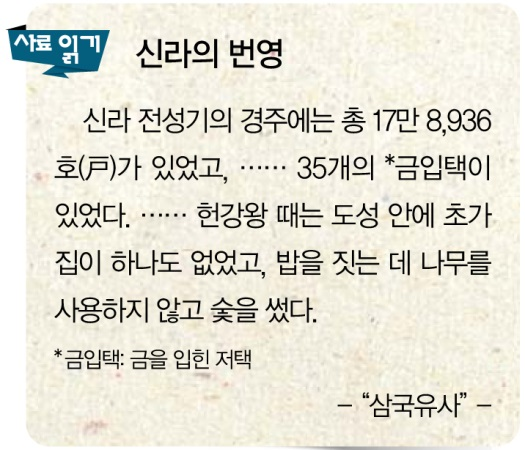 사료 읽기
신라의 번영
신라 전성기의 경주에는 총 17만 8,936
호(戶)가 있었고, …… 35개의 *금입택이
있었다. …… 헌강왕 때는 도성 안에 초가
집이 하나도 없었고, 밥을 짓는 데 나무를
사용하지 않고 숯을 썼다.
*금입택: 금을 입힌 저택
– “삼국유사” –